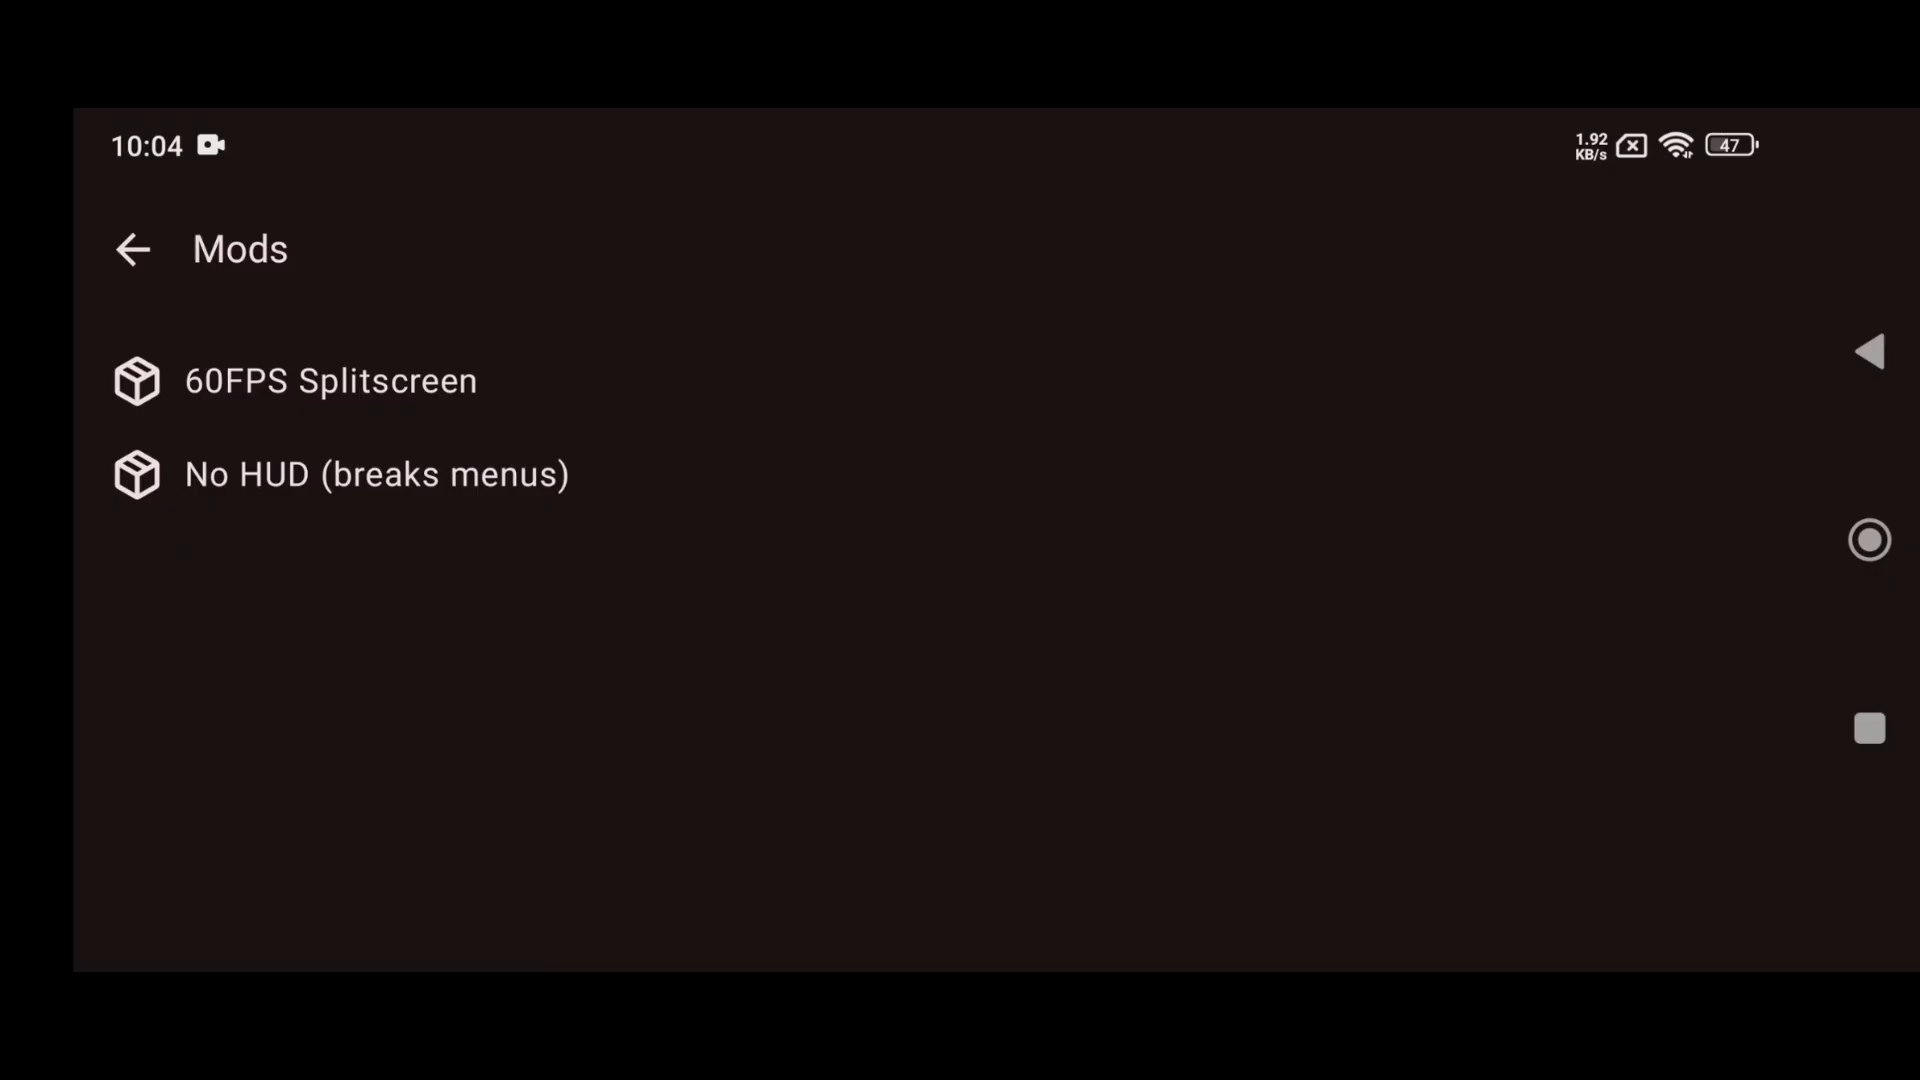 10:04
1.92
KB/s
47
Mods
60FPS Splitscreen
No HUD (breaks menus)